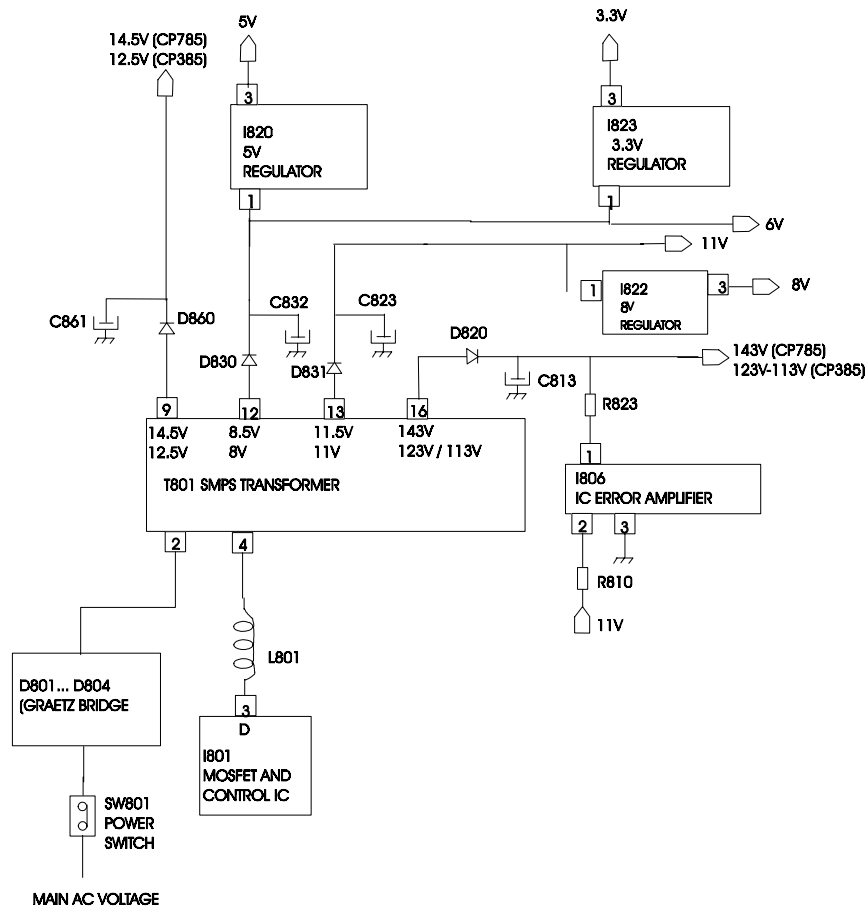 5V
3.3V
14.5V (CP785)
12.5V (CP385)
3
3
I820
5V
REGULATOR
I823
3.3V
REGULATOR
1
1
6V
11V
1
I822
8V
REGULATOR
3
8V
C861
D860
C832
C823
D830
D831
D820
C813
143V (CP785)
123V-113V (CP385)
R823
9
12
13
16
14.5V
12.5V
8.5V
8V
11.5V
11V
143V
123V / 113V
T801 SMPS TRANSFORMER
1
I806
IC ERROR AMPLIFIER
2
3
2
4
R810
11V
L801
D801... D804
(GRAETZ BRIDGE
3
D
I801
MOSFET AND
CONTROL IC
SW801
POWER
SWITCH
MAIN AC VOLTAGE